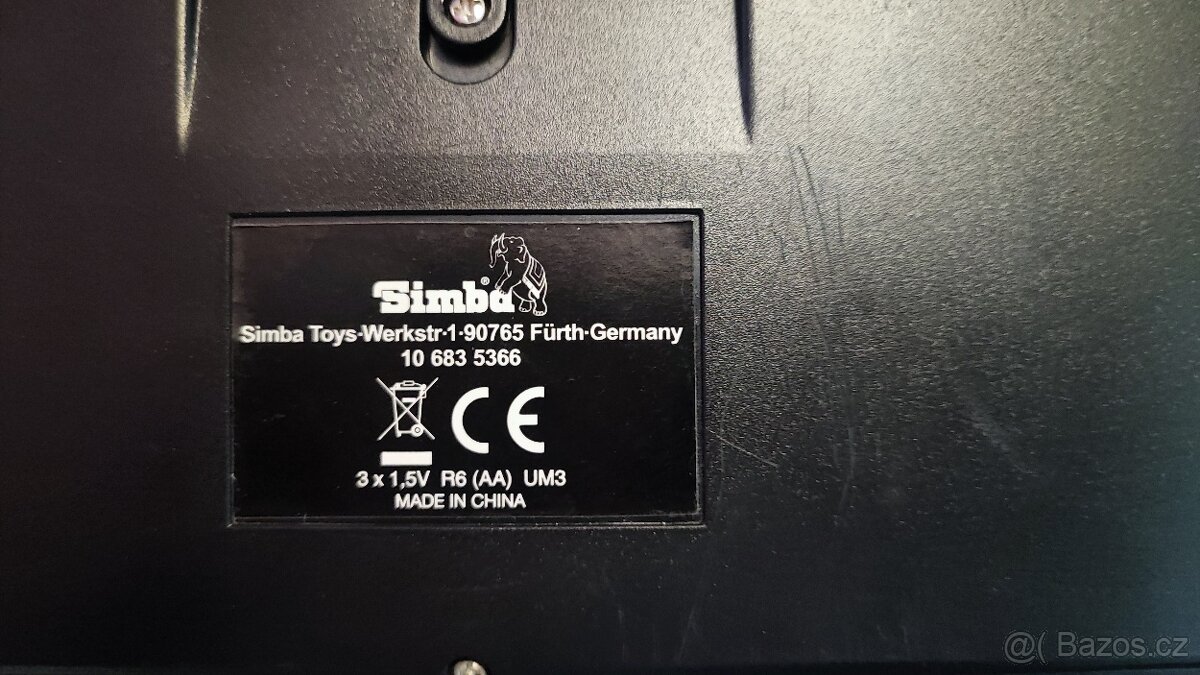 Simba®
Simba Toys·Werkstr·1·90765 Fürth·Germany
10 683 5366
CE
3 x 1,5V R6 (AA) UM3
MADE IN CHINA
@( Bazos.cz